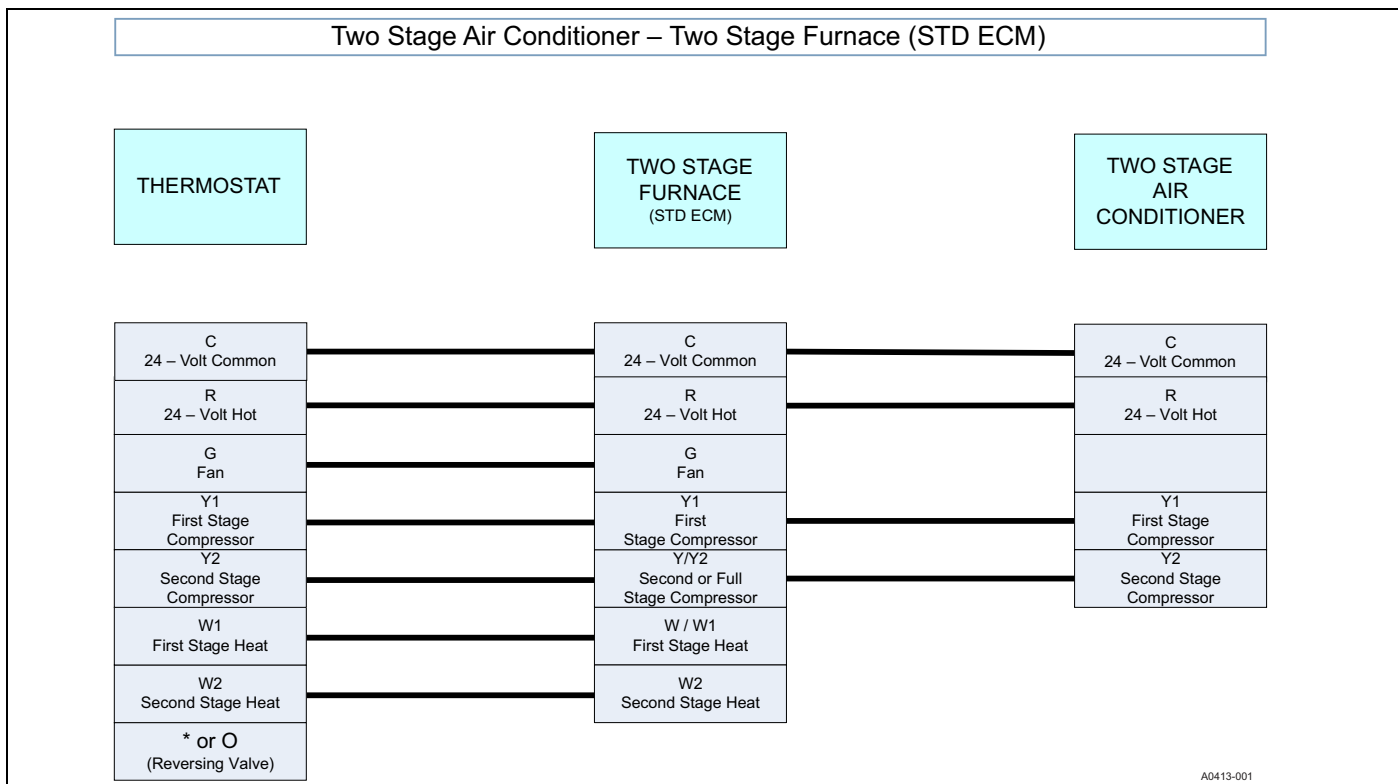 Two Stage Air Conditioner – Two Stage Furnace (STD ECM)
THERMOSTAT
TWO STAGE
FURNACE
(STD ECM)
TWO STAGE
AIR
CONDITIONER
C
24 – Volt Common
C
24 – Volt Common
C
24 – Volt Common
R
24 – Volt Hot
R
24 – Volt Hot
R
24 – Volt Hot
G
Fan
G
Fan
Y1
First Stage
Compressor
Y1
First
Stage Compressor
Y1
First Stage
Compressor
Y2
Second Stage
Compressor
Y/Y2
Second or Full
Stage Compressor
Y2
Second Stage
Compressor
W1
First Stage Heat
W / W1
First Stage Heat
W2
Second Stage Heat
W2
Second Stage Heat
* or O
(Reversing Valve)
A0413-001